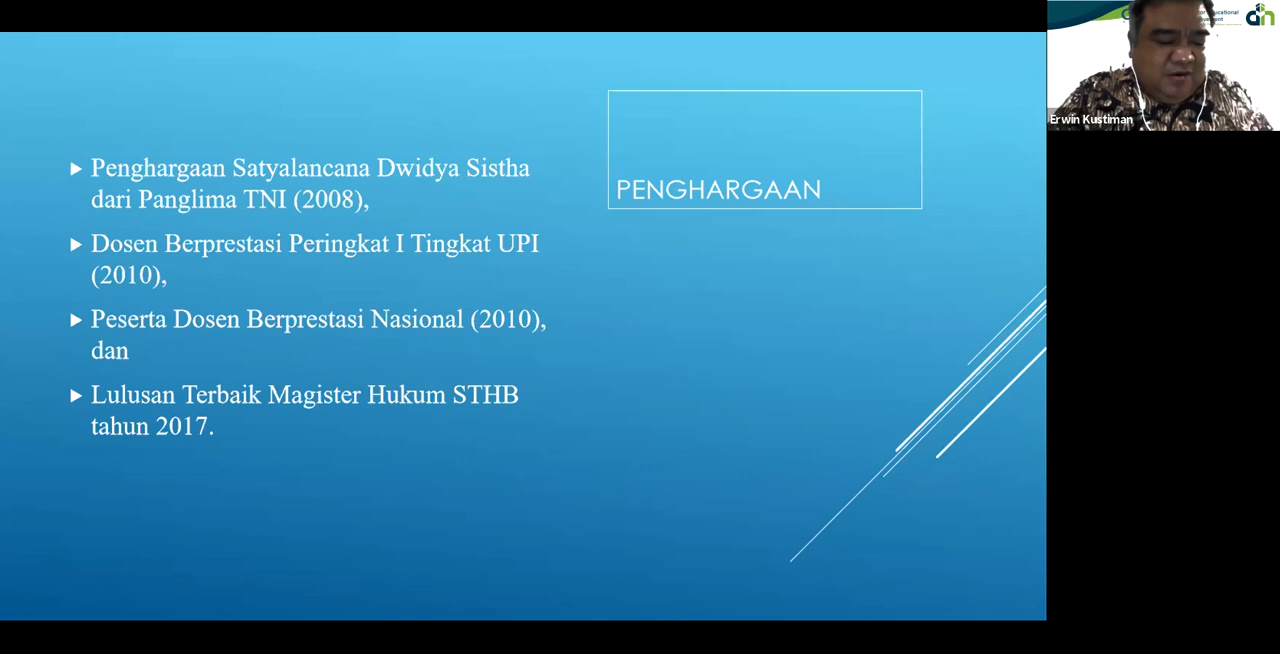 Penghargaan Satyalancana Dwidya Sistha
dari Panglima TNI (2008),
Dosen Berprestasi Peringkat I Tingkat UPI
(2010),
Peserta Dosen Berprestasi Nasional (2010),
dan
Lulusan Terbaik Magister Hukum STHB
tahun 2017.
PENGHARGAAN
Erwin Kustiman